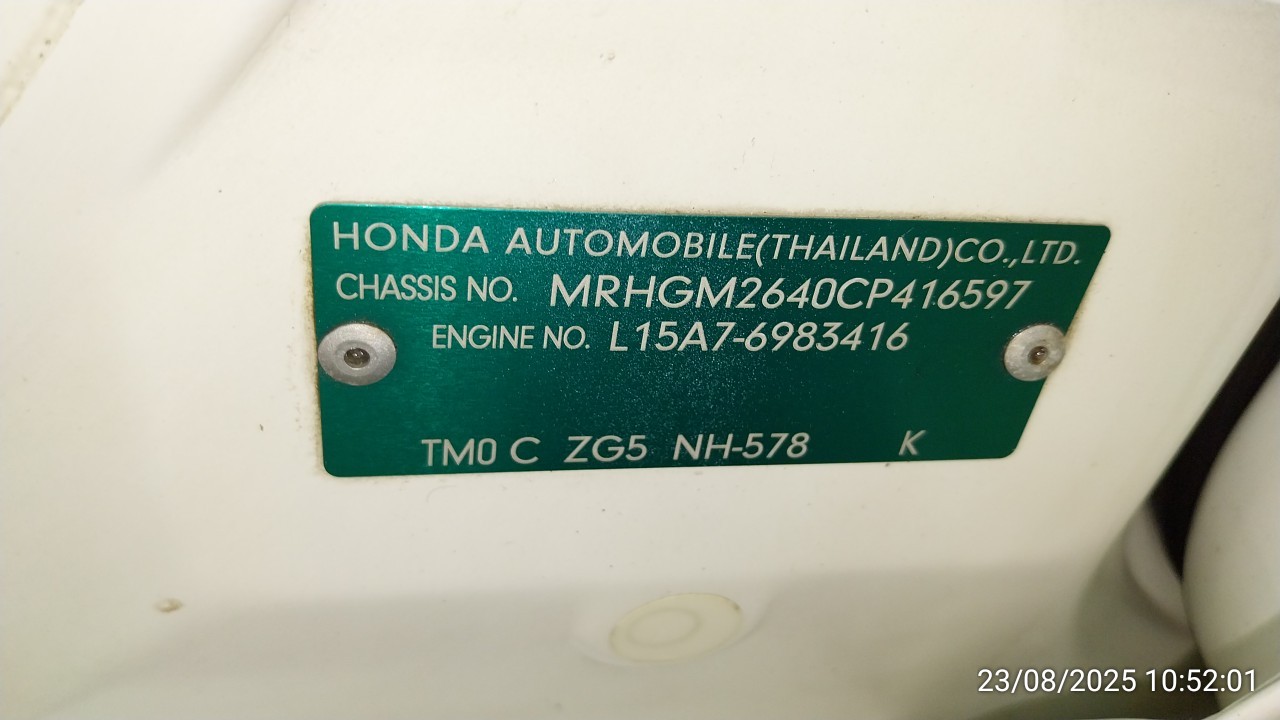 HONDA AUTOMOBILE(THAILAND)CO.,LTD.
CHASSIS NO. MRHGM2640CP416597
ENGINE NO. L15A7-6983416
TM0 C ZG5 NH-578 K
23/08/2025 10:52:01